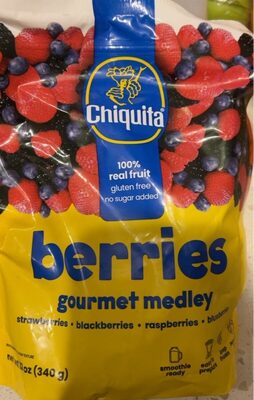 Chiquita
100%
real fruit
gluten free
no sugar added
berries
gourmet medley
strawberries • blackberries • raspberries • blueberries
oz (340 g)
smoothie
ready